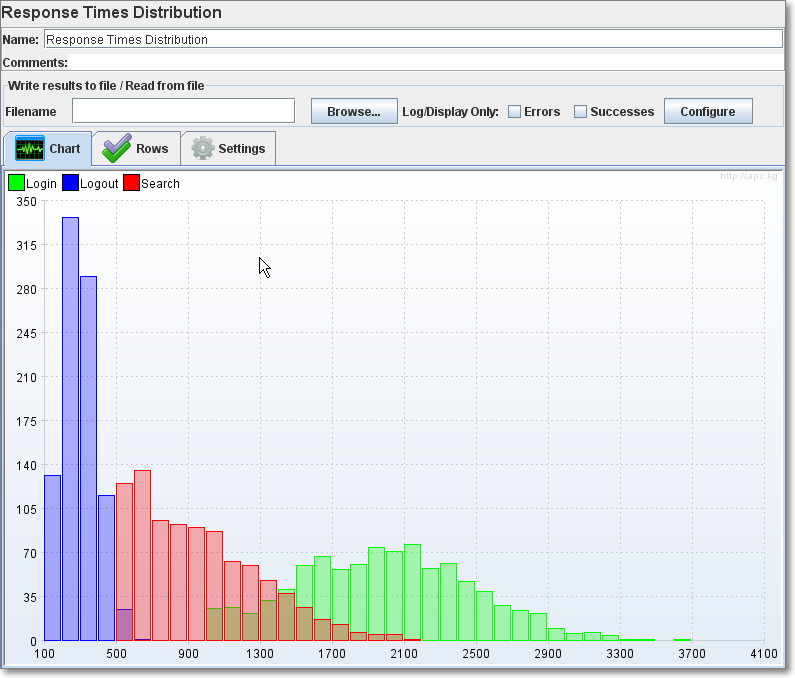 Response Times Distribution
Name: Response Times Distribution
Comments:
Write results to file / Read from file
Filename Browse... Log/Display Only: Errors Successes Configure
Chart Rows Settings
http://apc.kg
Login Logout Search
350
315
280
245
210
175
140
105
70
35
0
100 500 900 1300 1700 2100 2500 2900 3300 3700 4100